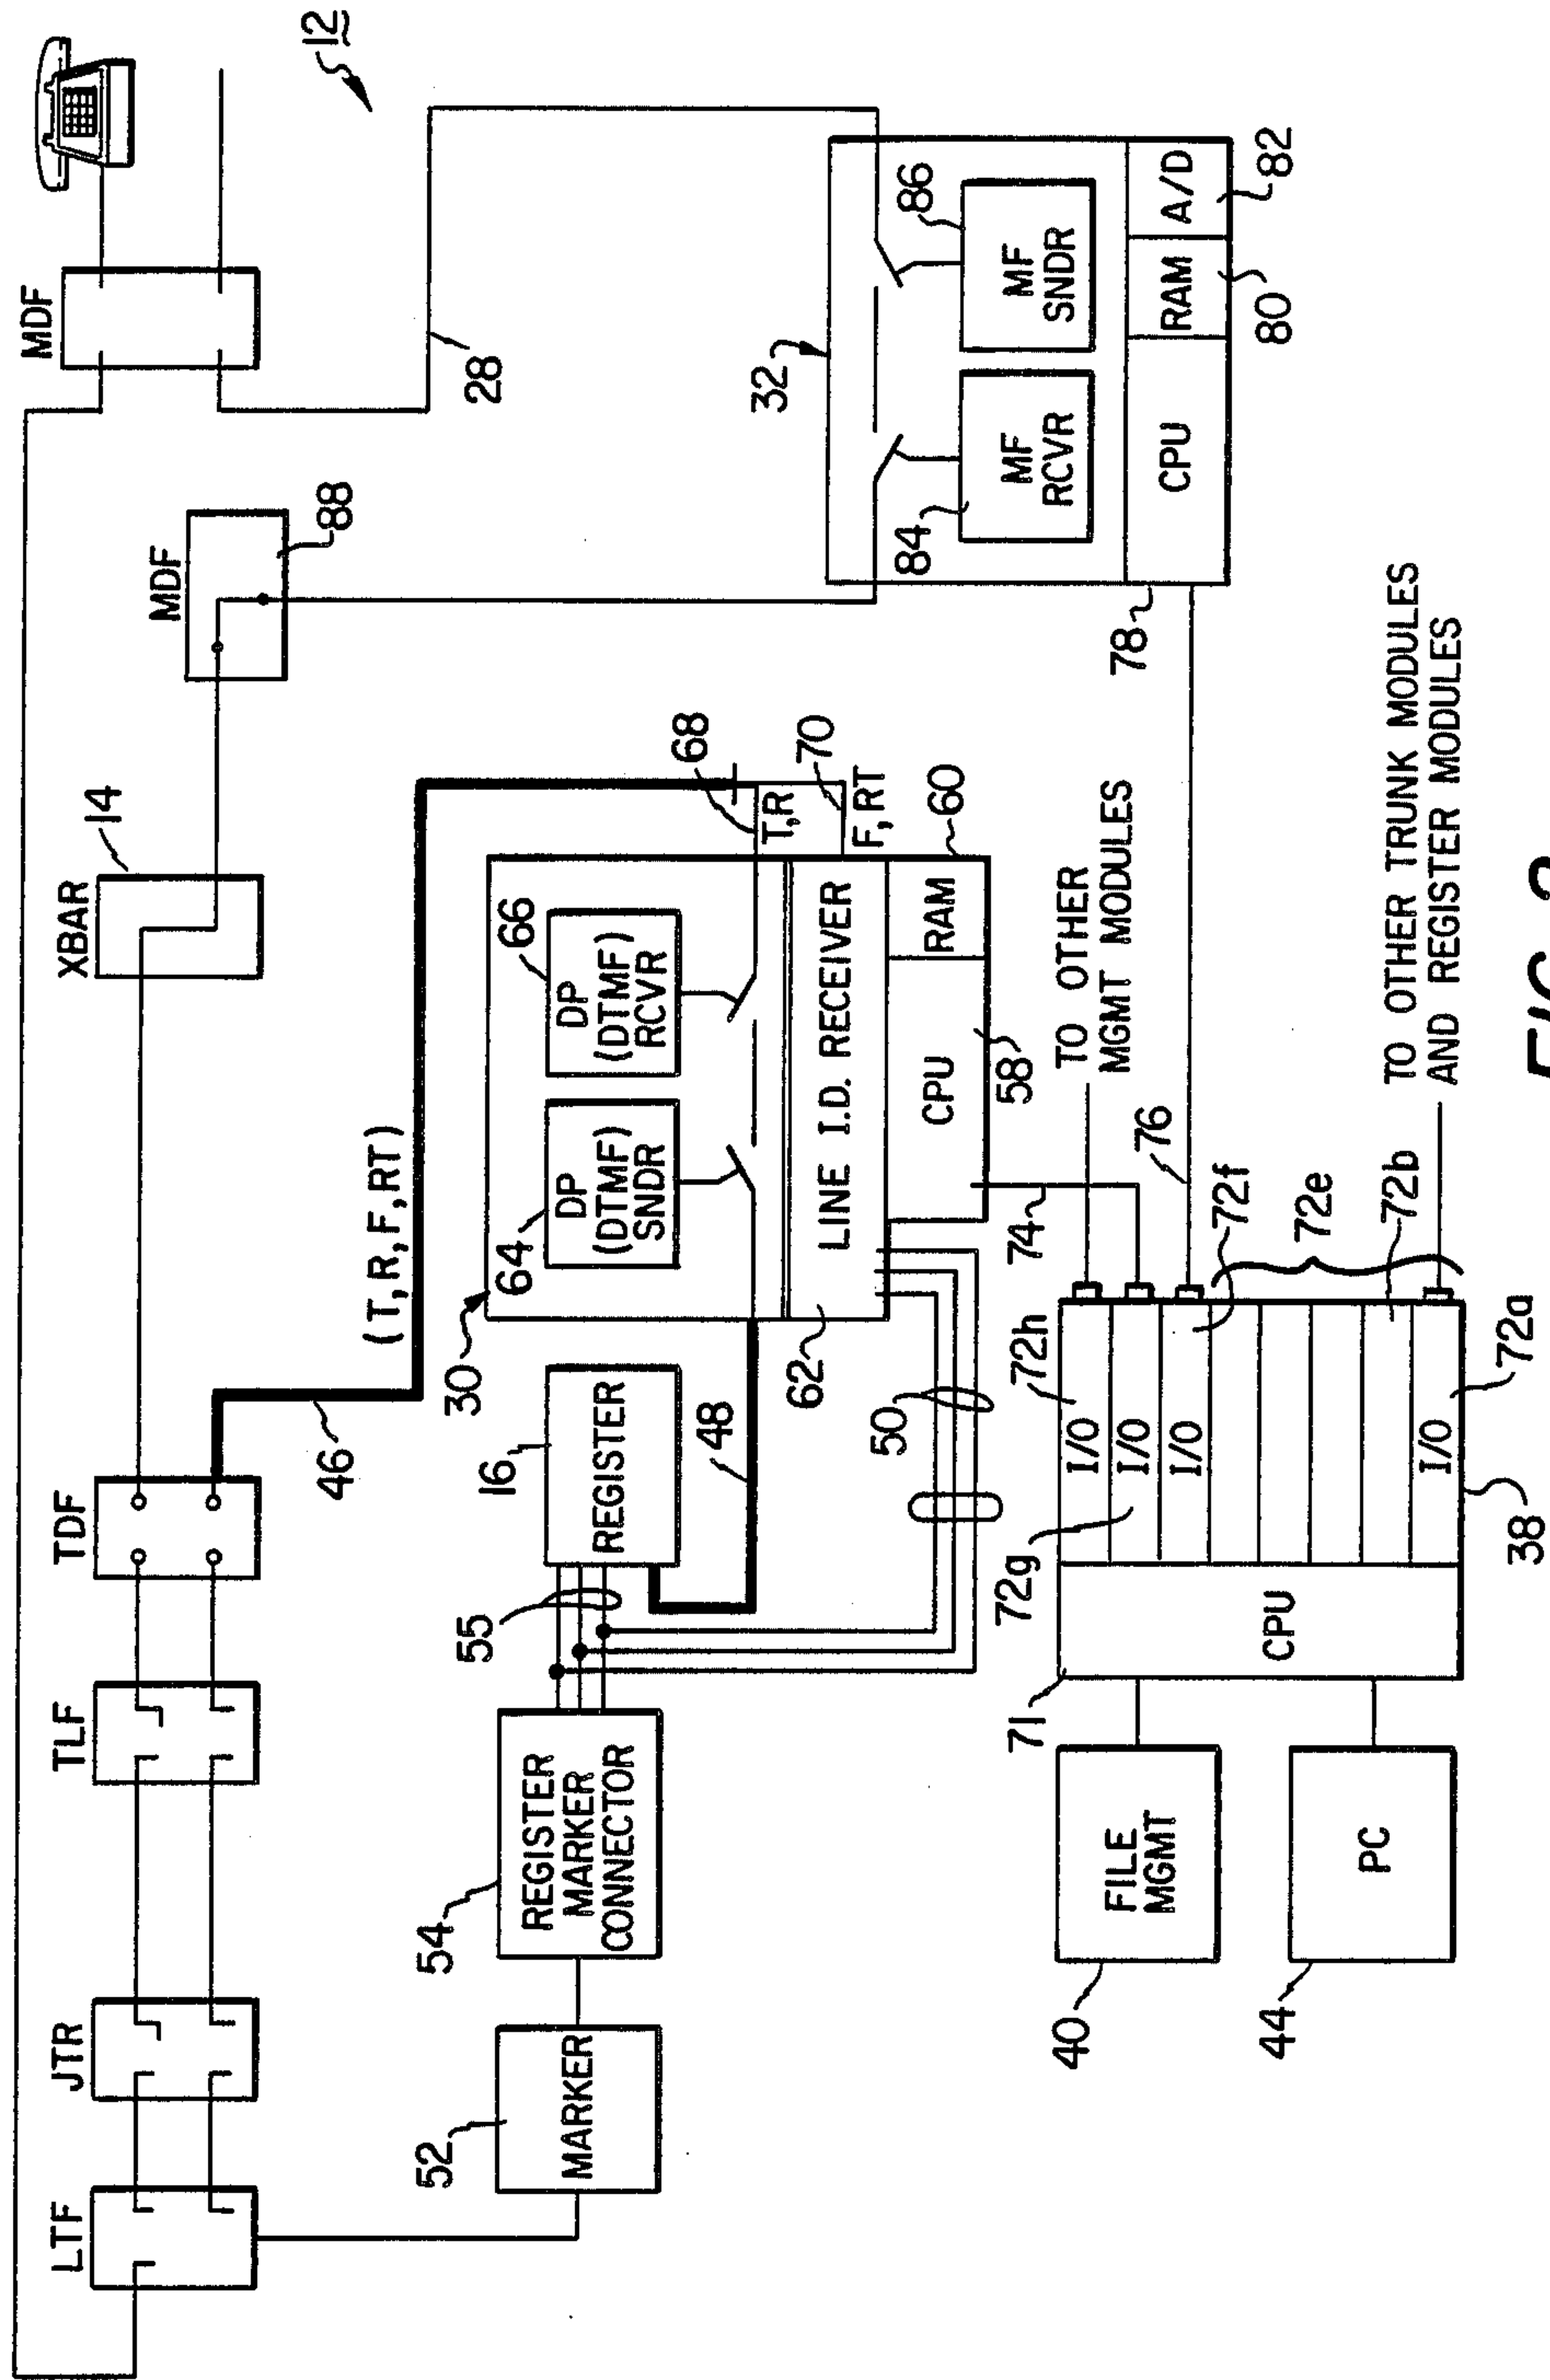 12
MDF
28
MDF
88
XBAR
14
TDF
TLF
JTR
LTF
46
(T,R,F,RT)
32
84
86
MF
RCVR
MF
SNDR
CPU
RAM
A/D
78
80
82
30
64
66
DP
(DTMF)
SNDR
DP
(DTMF)
RCVR
68
T,R
70
F,RT
LINE I.D. RECEIVER
62
CPU
RAM
58
60
16
REGISTER
48
50
55
54
REGISTER
MARKER
CONNECTOR
52
MARKER
74
76
TO OTHER
MGMT MODULES
TO OTHER TRUNK MODULES
AND REGISTER MODULES
72h
72g
72f
72e
72b
72a
I/O
I/O
I/O
I/O
CPU
71
38
FILE
MGMT
40
PC
44